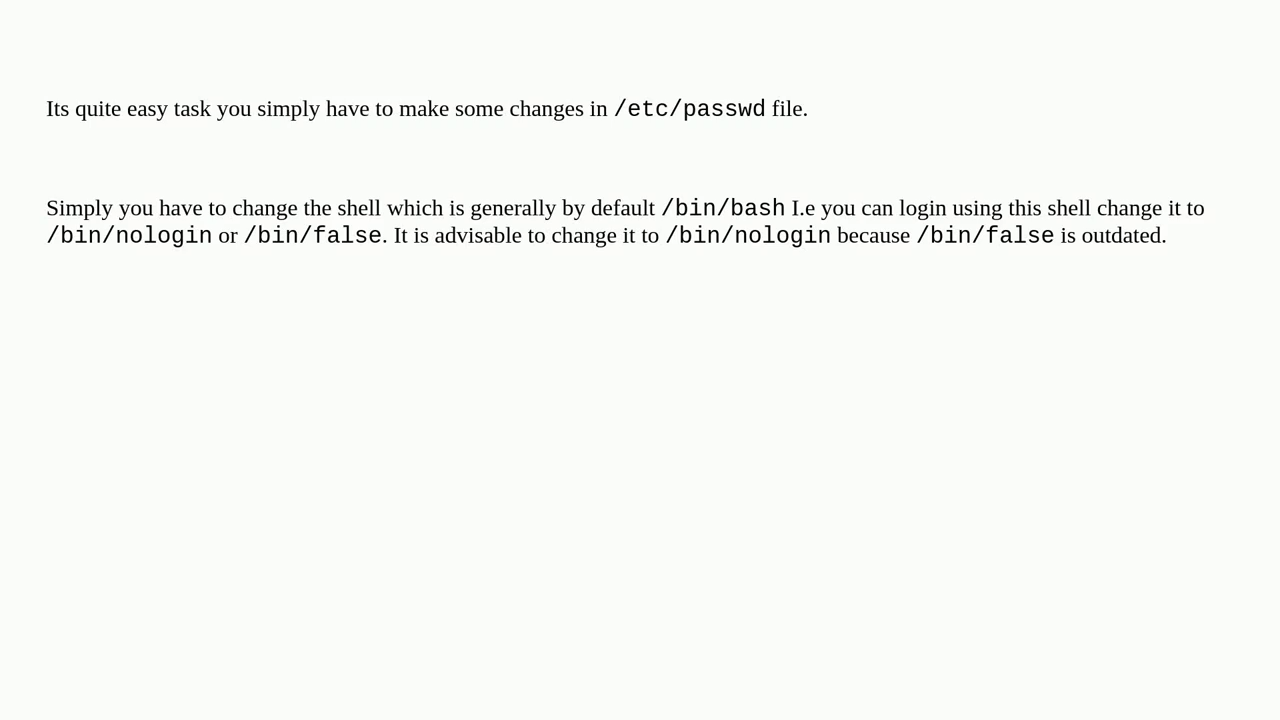 Its quite easy task you simply have to make some changes in /etc/passwd file.
Simply you have to change the shell which is generally by default /bin/bash I.e you can login using this shell change it to
/bin/nologin or /bin/false. It is advisable to change it to /bin/nologin because /bin/false is outdated.